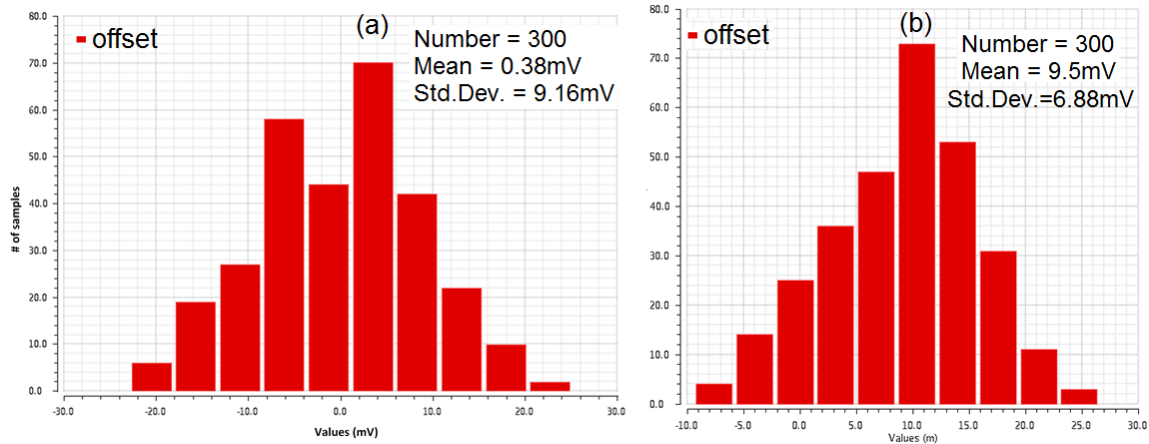 (a)
offset
Number = 300
Mean = 0.38mV
Std.Dev. = 9.16mV
80.0
70.0
60.0
50.0
40.0
30.0
20.0
10.0
0.0
# of samples
-30.0 -20.0 -10.0 0.0 10.0 20.0 30.0
Values (mV)
(b)
offset
Number = 300
Mean = 9.5mV
Std.Dev.=6.88mV
80.0
70.0
60.0
50.0
40.0
30.0
20.0
10.0
0.0
-10.0 -5.0 0.0 5.0 10.0 15.0 20.0 25.0 30.0
Values (m)